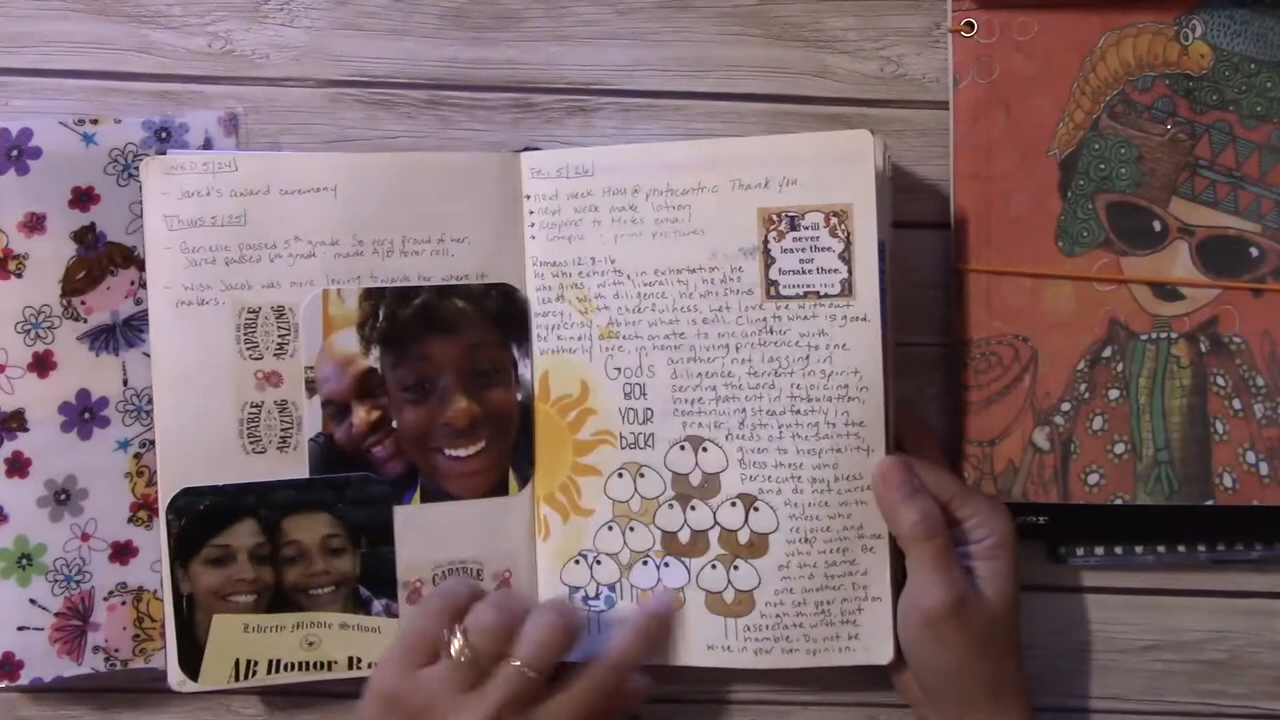 WED 5/24
- Jared's award ceremony
Thurs 5/25
- Gerielle passed 5th grade. So very proud of her.
Jared passed 6th grade - made A/B Honor roll.
- Wish Jacob was more loving towards her where it
matters.
CAPABLE
AMAZING
CAPABLE
AMAZING
CAPABLE
Liberty Middle School
AB Honor Ro
Fri 5/26
→ next week @ photocentric Thank you.
→ next week make lotion
→ respond to email
→ print pictures
I will
never
leave thee,
nor
forsake thee.
HEBREWS 13:5
Romans 12:8-16
he who exhorts, in exhortation, he
who gives, with liberality, he who
leads, with diligence, he who shows
mercy, with cheerfulness. Let love be without
hypocrisy. Abhor what is evil. Cling to what is good.
Be kindly affectionate to one another with
brotherly love, in honor giving preference to one
another, not lagging in
diligence, fervent in spirit,
serving the Lord, rejoicing in
hope, patient in tribulation,
continuing steadfastly in
prayer, distributing to the
needs of the saints,
given to hospitality.
Bless those who
persecute you, bless
and do not curse
Rejoice with
those who
rejoice, and
weep with those
who weep. Be
of the same
mind toward
one another. Do
not set your mind on
high things, but
associate with the
humble. Do not be
wise in your own opinion.
Gods
got
your
back!